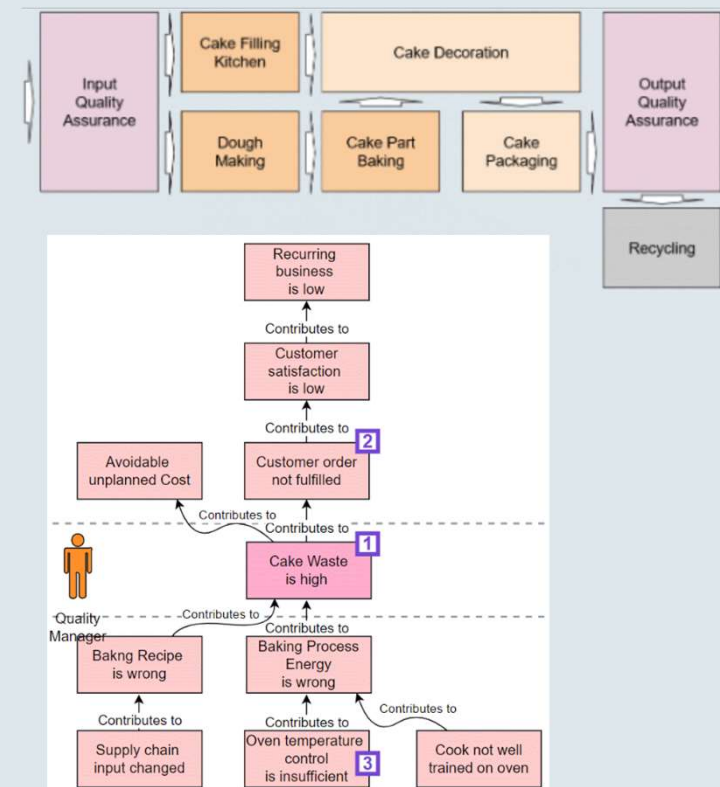 Input
Quality
Assurance
Cake Filling
Kitchen
Cake Decoration
Output
Quality
Assurance
Dough
Making
Cake Part
Baking
Cake
Packaging
Recycling
Recurring
business
is low
Contributes to
Customer
satisfaction
is low
Contributes to
2
Avoidable
unplanned Cost
Customer order
not fulfilled
Contributes to
Contributes to
1
Cake Waste
is high
Quality
Manager
Contributes to
Contributes to
Bakng Recipe
is wrong
Baking Process
Energy
is wrong
Contributes to
Contributes to
Contributes to
Supply chain
input changed
Oven temperature
control
is insufficient
3
Cook not well
trained on oven